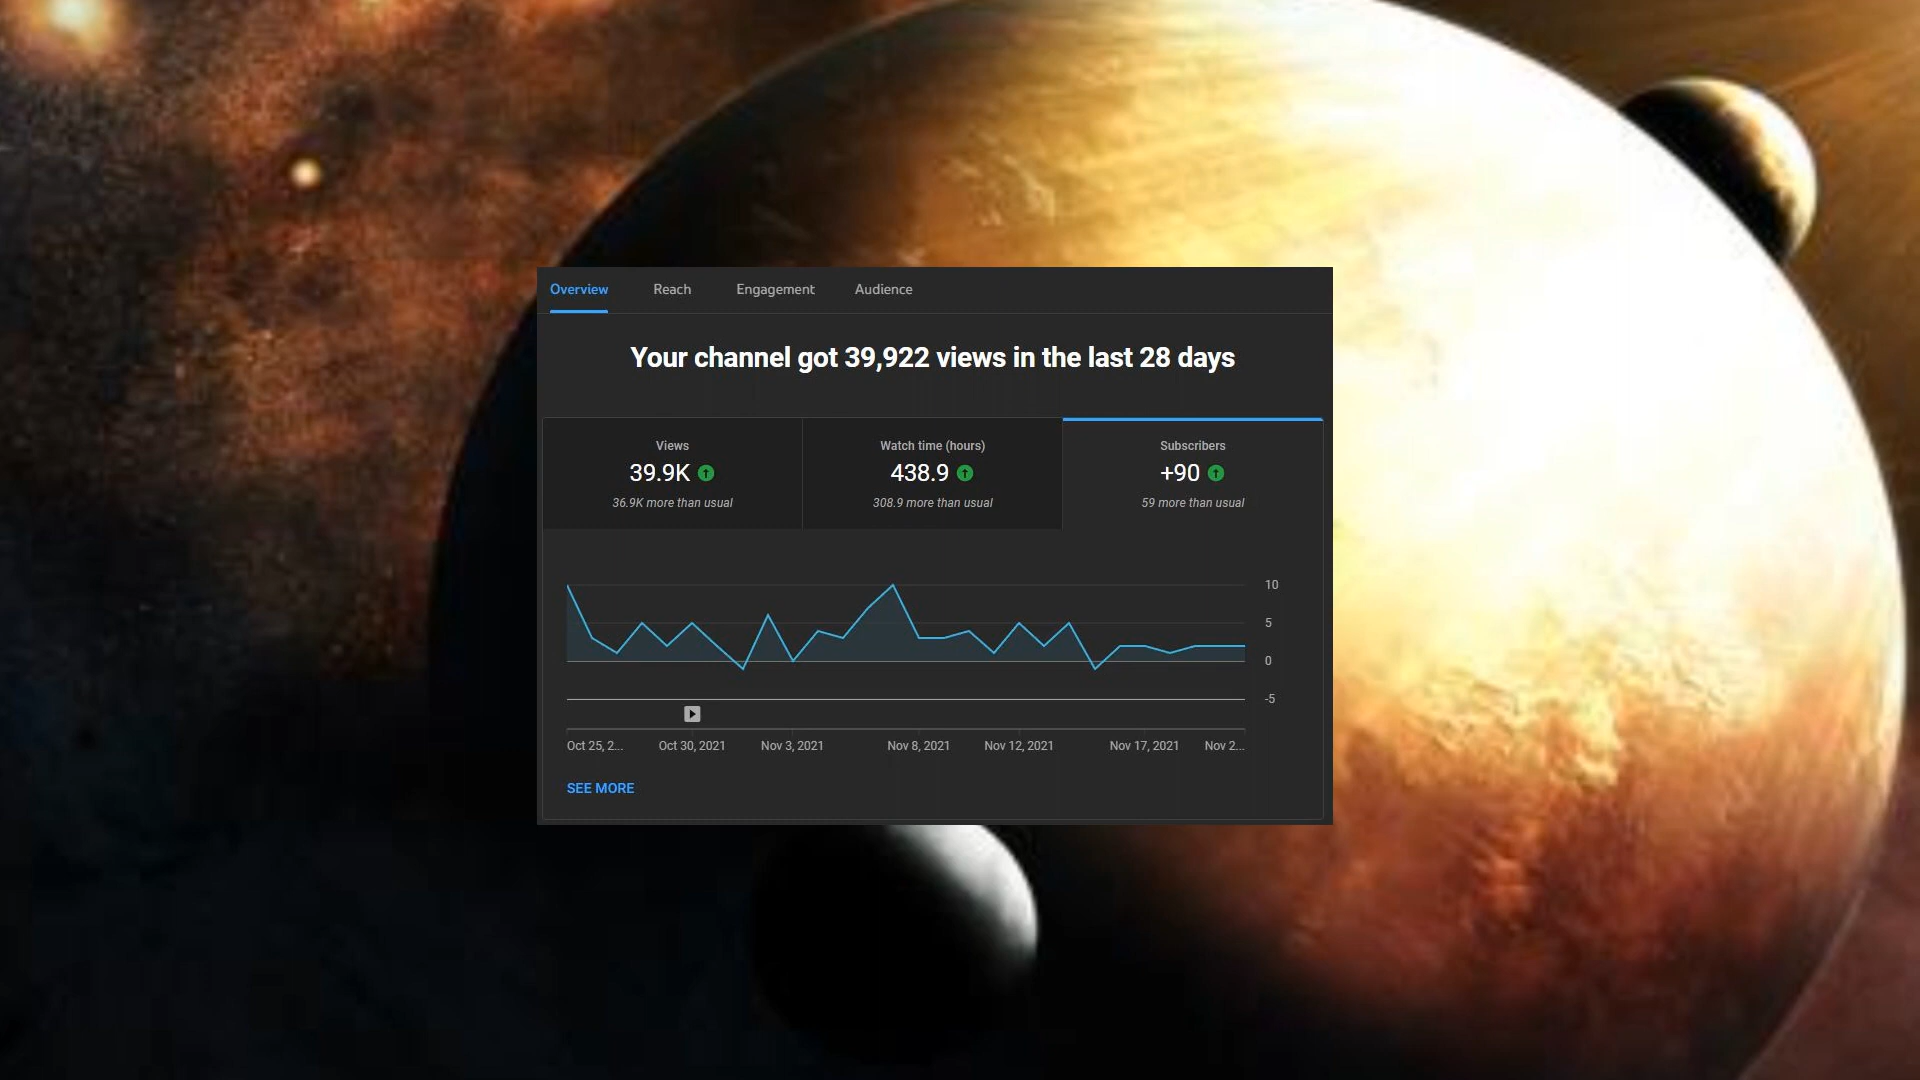 Overview Reach Engagement Audience
Your channel got 39,922 views in the last 28 days
Views Watch time (hours) Subscribers
39.9K 438.9 +90
36.9K more than usual 308.9 more than usual 59 more than usual
10
5
0
-5
Oct 25, 2... Oct 30, 2021 Nov 3, 2021 Nov 8, 2021 Nov 12, 2021 Nov 17, 2021 Nov 2...
SEE MORE